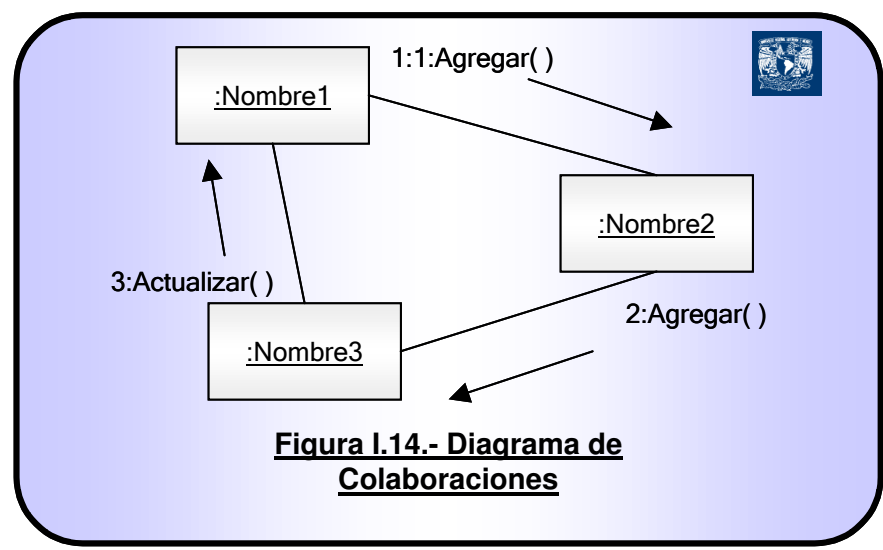 1:1:Agregar( )
:Nombre1
:Nombre2
3:Actualizar( )
2:Agregar( )
:Nombre3
Figura I.14.- Diagrama de
Colaboraciones